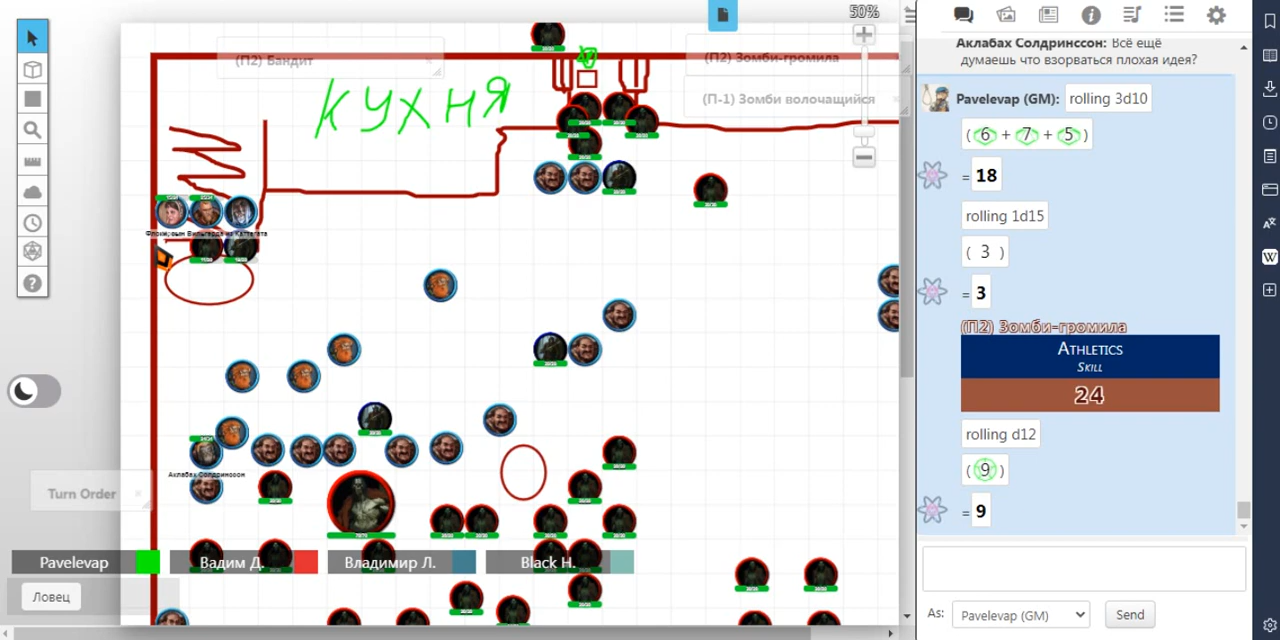 50%
(П2) Бандит
(П2) Зомби-громила
(П-1) Зомби волочащийся
КУХНЯ
Аклабах Солдринссон
Turn Order
Pavelevap
Вадим Д.
Владимир Л.
Black H.
Ловец
Аклабах Солдринссон: Всё ещё
думаешь что взорваться плохая идея?
Pavelevap (GM): rolling 3d10
(6 + 7 + 5)
= 18
rolling 1d15
( 3 )
= 3
(П2) Зомби-громила
ATHLETICS
SKILL
24
rolling d12
(9)
= 9
As: Pavelevap (GM)
Send